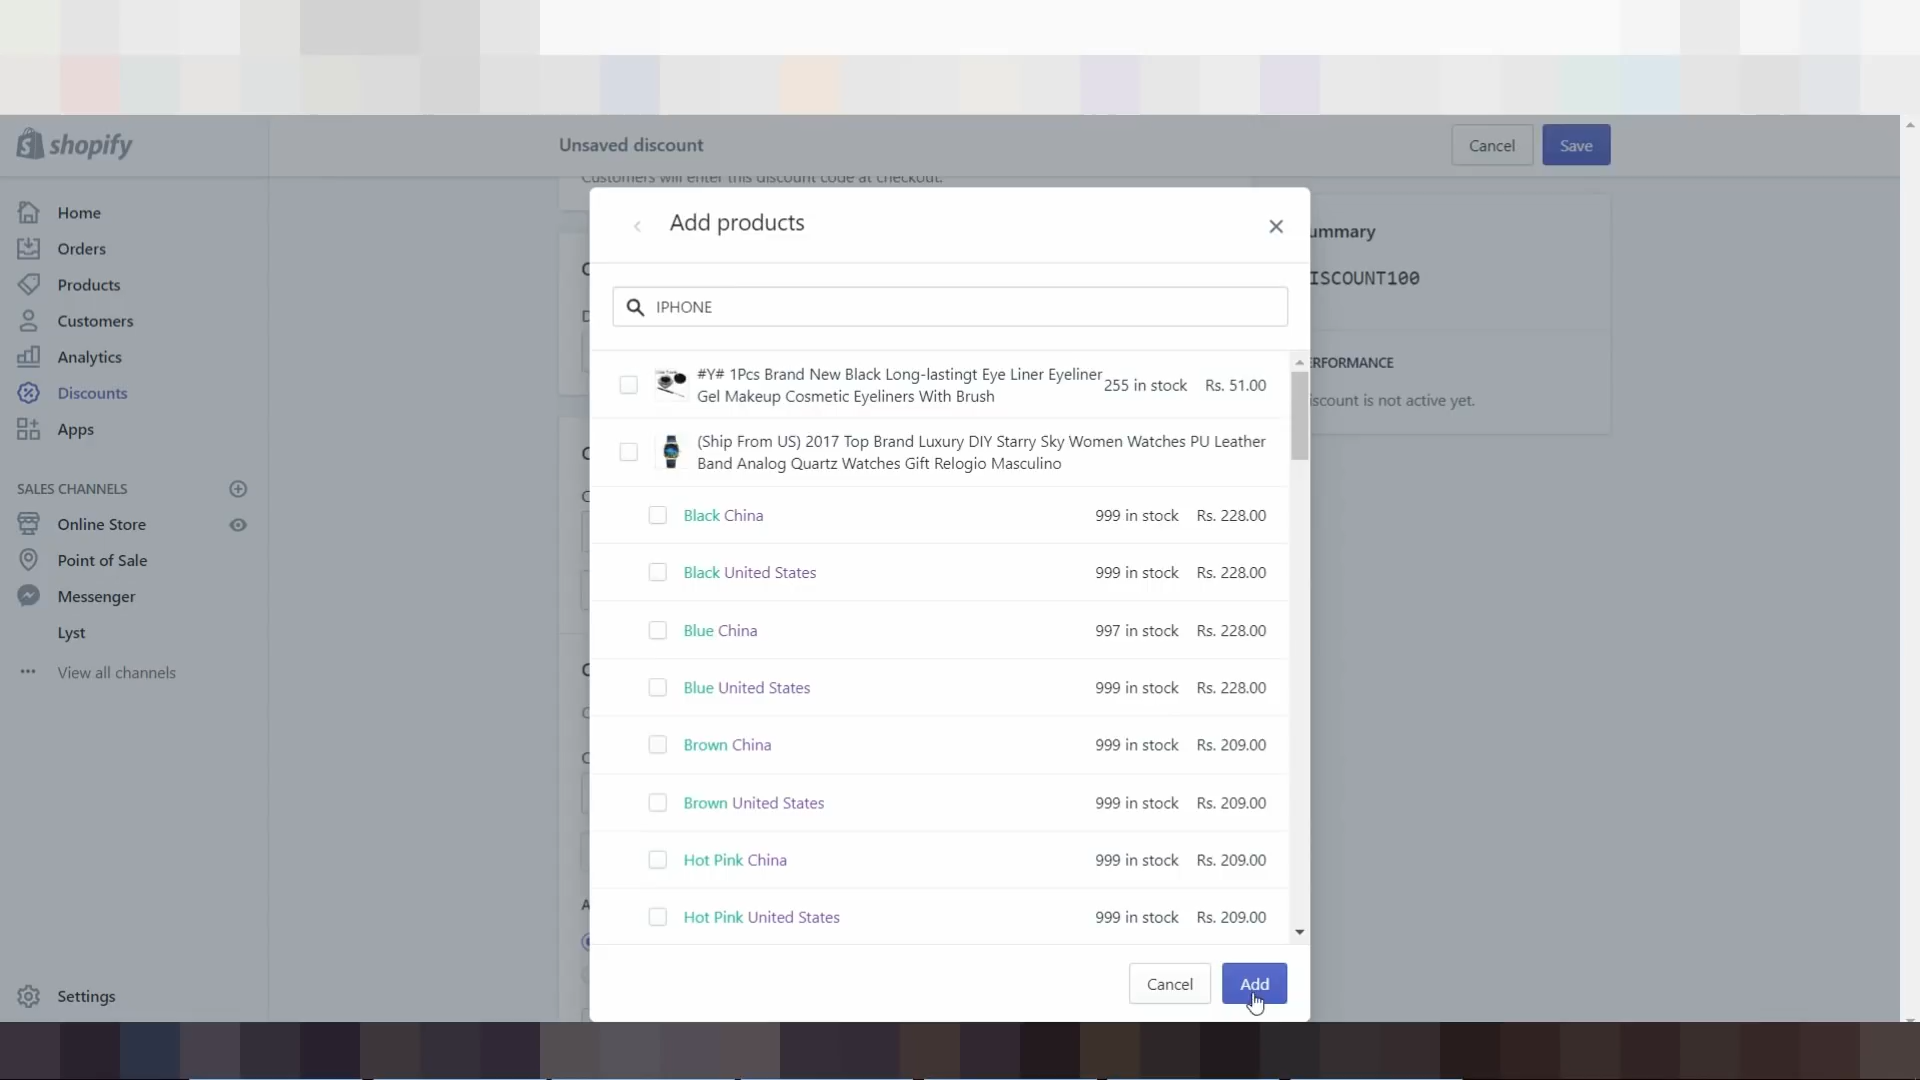 shopify
Unsaved discount
Cancel
Save
Customers will enter this discount code at checkout.
Home
Orders
Products
Customers
Analytics
Discounts
Apps
SALES CHANNELS
Online Store
Point of Sale
Messenger
Lyst
View all channels
Settings
Add products
IPHONE
#Y# 1Pcs Brand New Black Long-lastingt Eye Liner Eyeliner
Gel Makeup Cosmetic Eyeliners With Brush
255 in stock Rs. 51.00
(Ship From US) 2017 Top Brand Luxury DIY Starry Sky Women Watches PU Leather
Band Analog Quartz Watches Gift Relogio Masculino
Black China 999 in stock Rs. 228.00
Black United States 999 in stock Rs. 228.00
Blue China 997 in stock Rs. 228.00
Blue United States 999 in stock Rs. 228.00
Brown China 999 in stock Rs. 209.00
Brown United States 999 in stock Rs. 209.00
Hot Pink China 999 in stock Rs. 209.00
Hot Pink United States 999 in stock Rs. 209.00
Cancel
Add
ummary
ISCOUNT100
ERFORMANCE
iscount is not active yet.